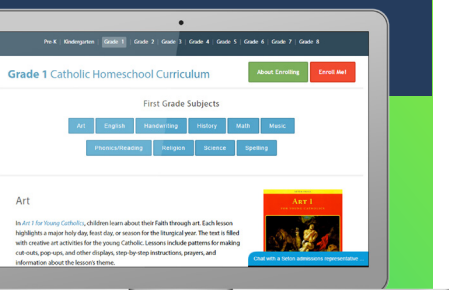 Pre-K | Kindergarten | Grade 1 | Grade 2 | Grade 3 | Grade 4 | Grade 5 | Grade 6 | Grade 7 | Grade 8
Grade 1 Catholic Homeschool Curriculum
About Enrolling
Enroll Me!
First Grade Subjects
Art English Handwriting History Math Music
Phonics/Reading Religion Science Spelling
Art
In Art 1 for Young Catholics, children learn about their Faith through art. Each lesson
highlights a major holy day, feast day, or season for the liturgical year. The text is filled
with creative art activities for the young Catholic. Lessons include patterns for making
cut-outs, pop-ups, and other displays, step-by-step instructions, prayers, and
information about the lesson's theme.
ART 1
Chat with a Seton admissions representative ...